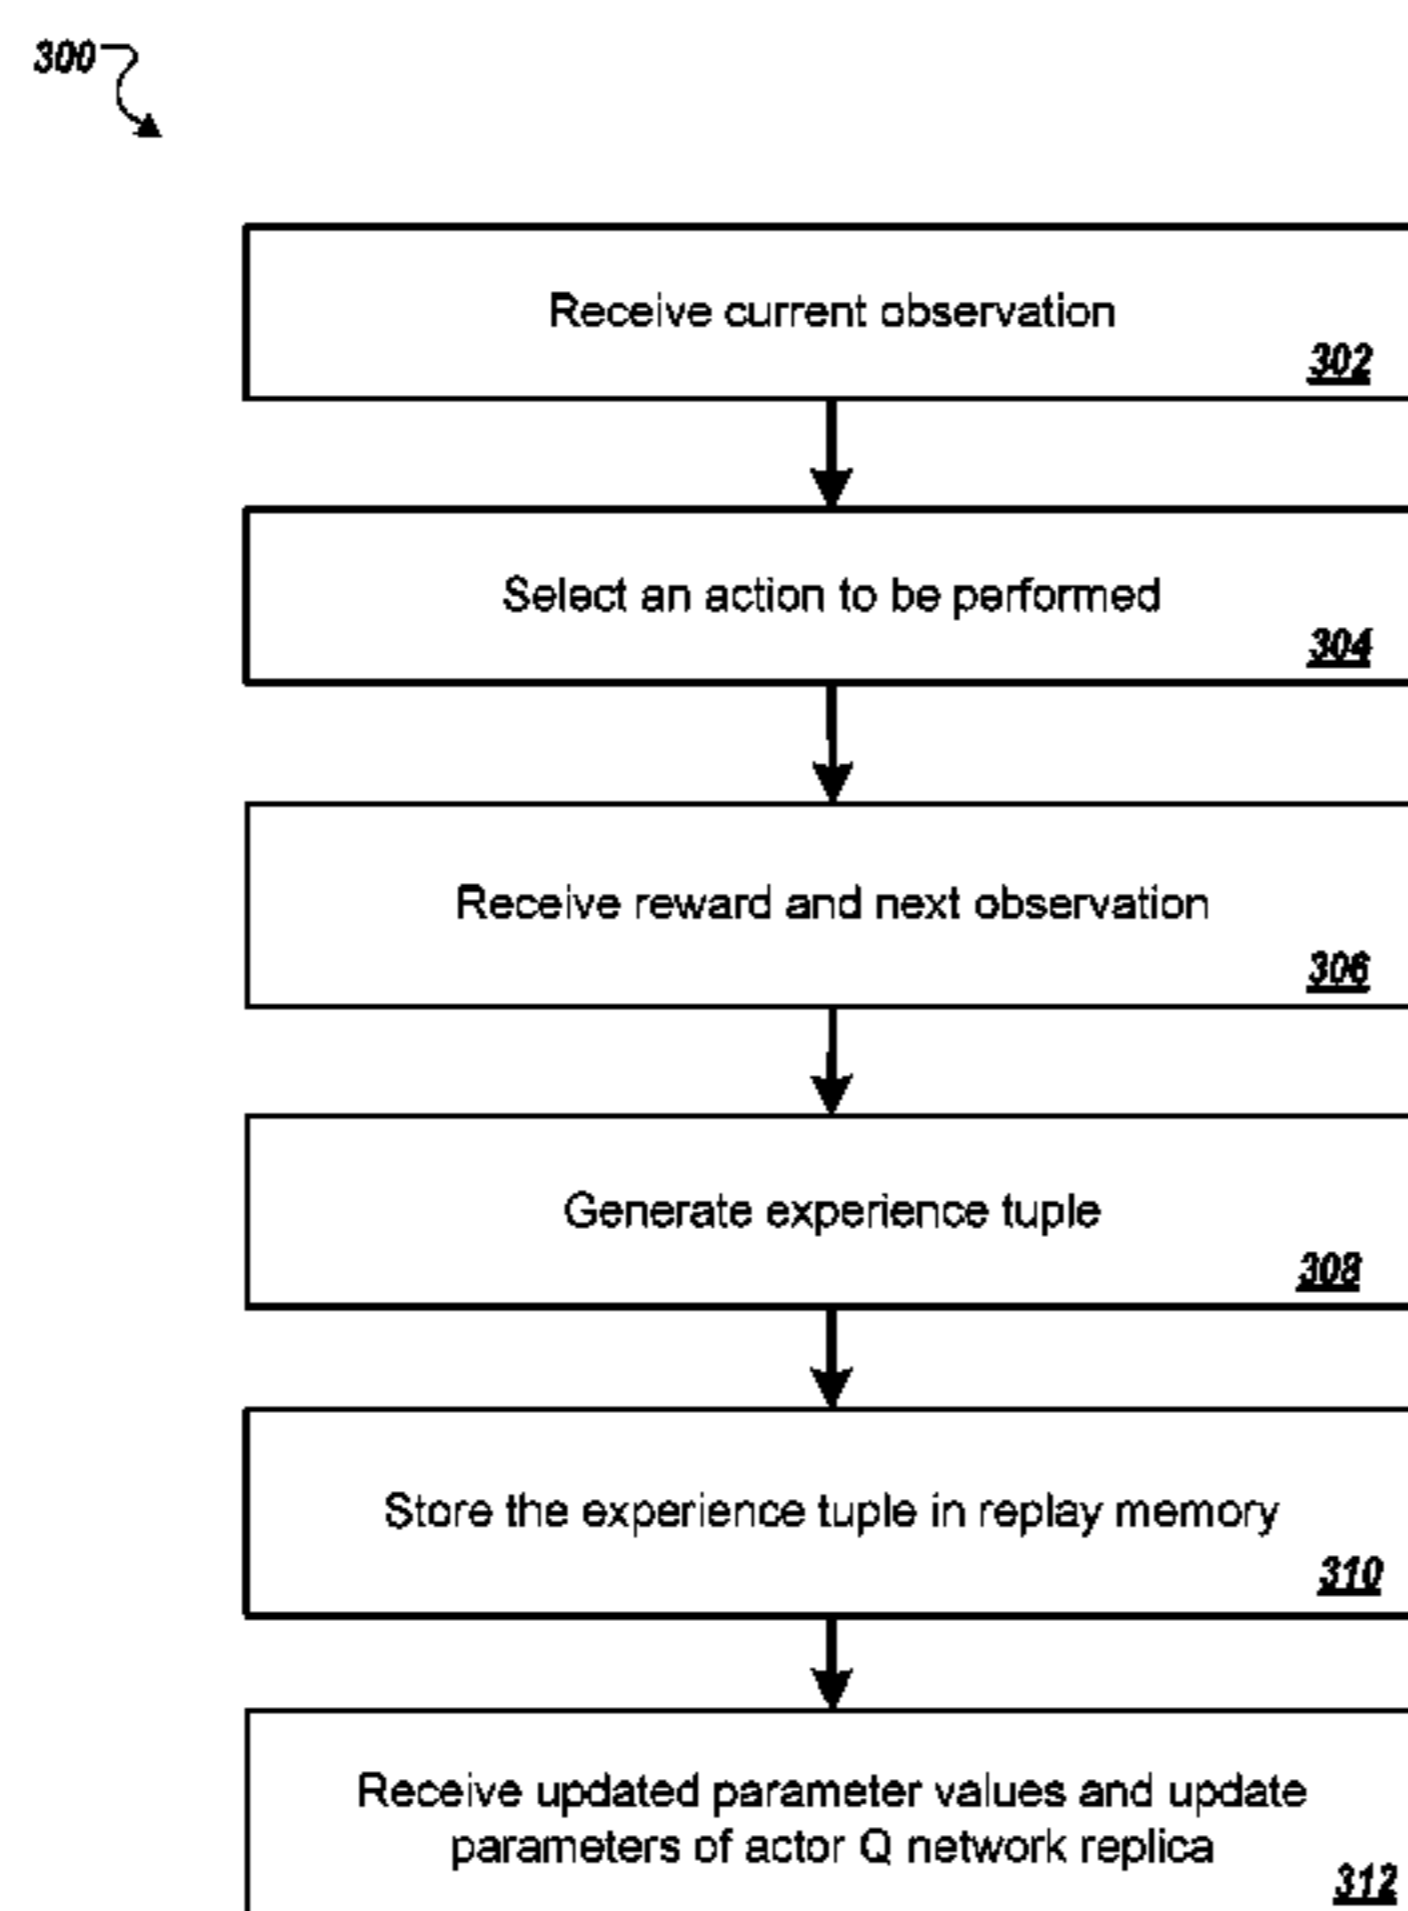 300
Receive current observation
302
Select an action to be performed
304
Receive reward and next observation
306
Generate experience tuple
308
Store the experience tuple in replay memory
310
Receive updated parameter values and update
parameters of actor Q network replica
312